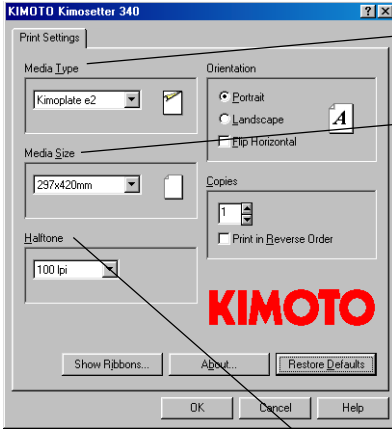 KIMOTO Kimosetter 340
Print Settings
Media Type
Kimoplate e2
Media Size
297x420mm
Halftone
100 lpi
Orientation
Portrait
Landscape
Flip Horizontal
A
Copies
1
Print in Reverse Order
KIMOTO
Show Ribbons...
About...
Restore Defaults
OK
Cancel
Help